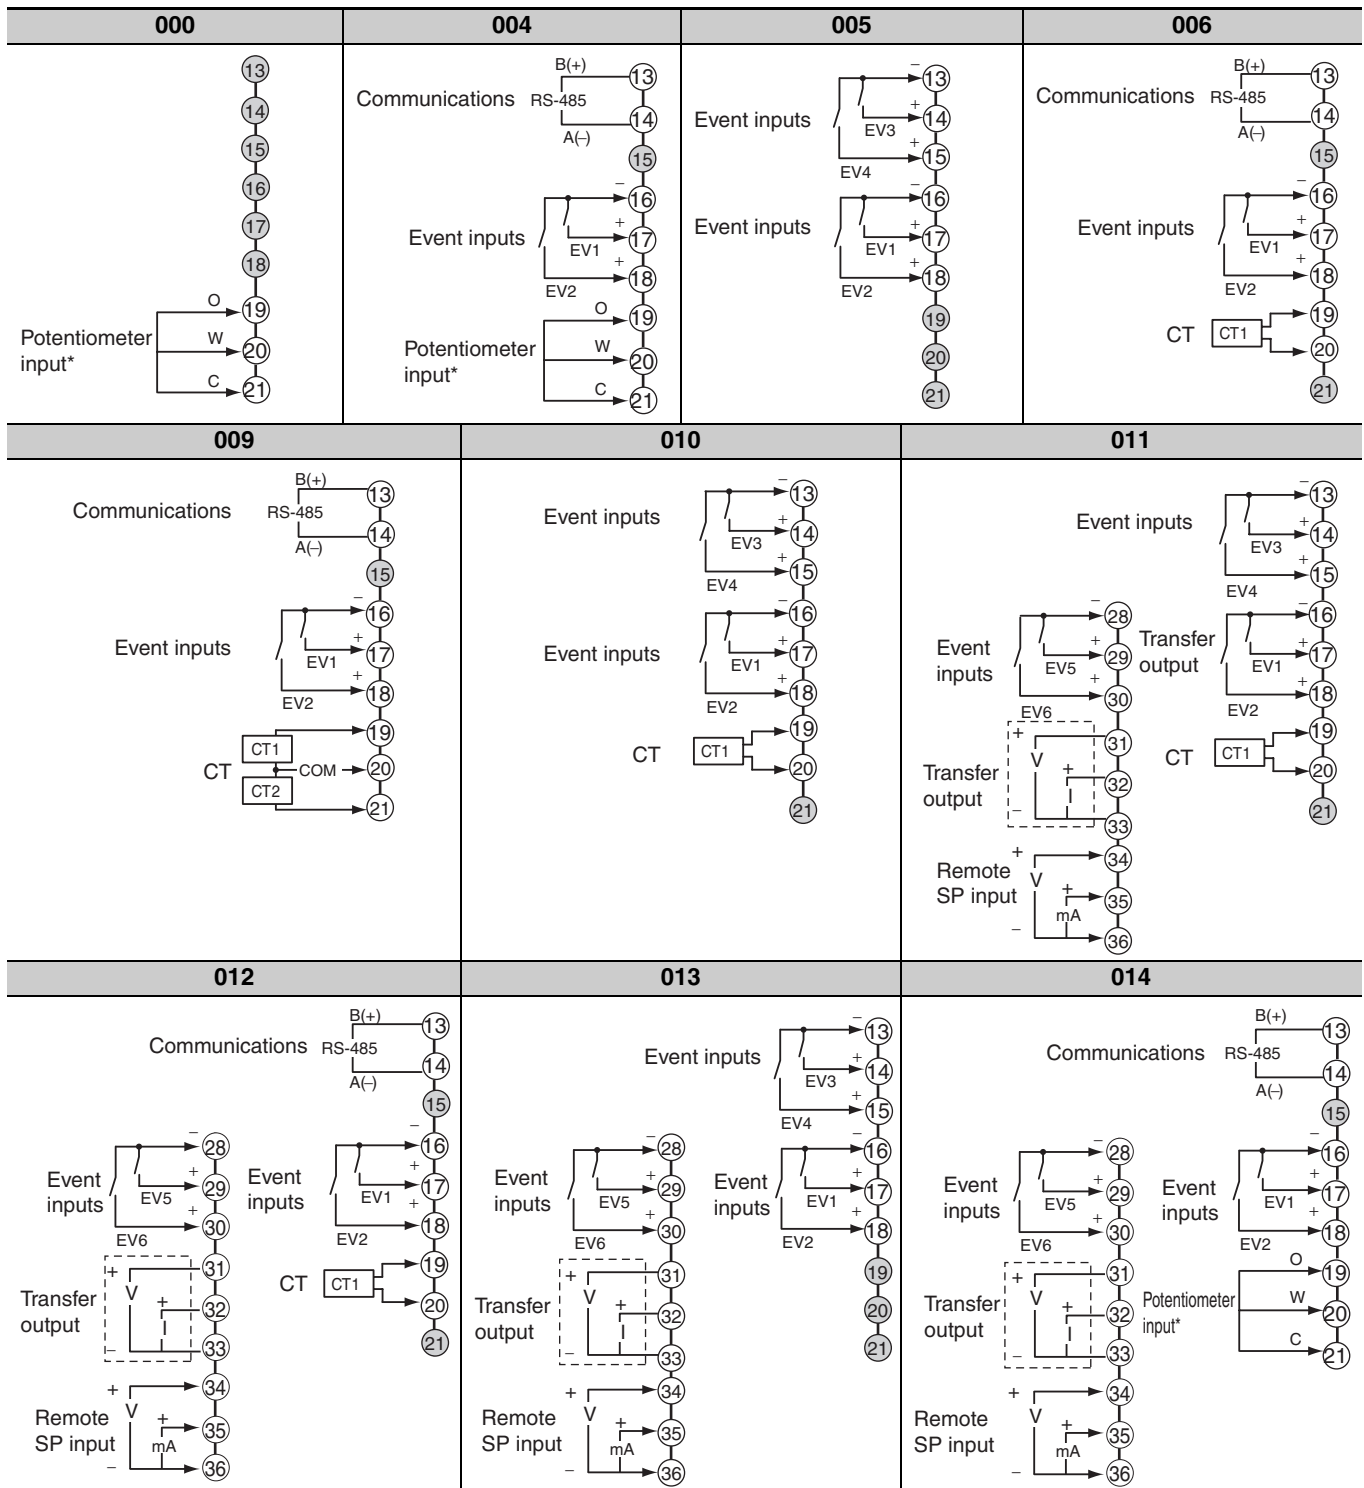 000
13
14
15
16
17
18
O
19
Potentiometer
input*
W
20
C
21
004
B(+)
13
Communications
RS-485
14
A(–)
15
–
16
Event inputs
+
17
EV1
+
18
EV2
O
19
Potentiometer
input*
W
20
C
21
005
–
13
Event inputs
+
14
EV3
+
15
EV4
–
16
Event inputs
+
17
EV1
+
18
EV2
19
20
21
006
B(+)
13
Communications
RS-485
14
A(–)
15
–
16
Event inputs
+
17
EV1
+
18
EV2
19
CT
CT1
20
21
009
B(+)
13
Communications
RS-485
14
A(–)
15
–
16
Event inputs
+
17
EV1
+
18
EV2
19
CT1
CT
COM
20
CT2
21
010
–
13
Event inputs
+
14
EV3
+
15
EV4
–
16
Event inputs
+
17
EV1
+
18
EV2
19
CT
CT1
20
21
011
–
13
Event inputs
+
14
EV3
+
15
EV4
–
28
Event
inputs
+
29
EV5
+
30
EV6
+
31
V
Transfer
output
+
32
I
–
33
+
34
Remote
SP input
V
+
35
mA
–
36
–
16
Transfer
output
+
17
EV1
+
18
EV2
19
CT
CT1
20
21
012
B(+)
13
Communications
RS-485
14
A(–)
15
–
28
Event
inputs
+
29
EV5
+
30
EV6
+
31
V
Transfer
output
+
32
I
–
33
+
34
Remote
SP input
V
+
35
mA
–
36
–
16
Event
inputs
+
17
EV1
+
18
EV2
19
CT
CT1
20
21
013
–
13
Event inputs
+
14
EV3
+
15
EV4
–
28
Event
inputs
+
29
EV5
+
30
EV6
+
31
V
Transfer
output
+
32
I
–
33
+
34
Remote
SP input
V
+
35
mA
–
36
–
16
Event
inputs
+
17
EV1
+
18
EV2
19
20
21
014
B(+)
13
Communications
RS-485
14
A(–)
15
–
28
Event
inputs
+
29
EV5
+
30
EV6
+
31
V
Transfer
output
+
32
I
–
33
+
34
Remote
SP input
V
+
35
mA
–
36
–
16
Event
inputs
+
17
EV1
+
18
EV2
O
19
Potentiometer
input*
W
20
C
21